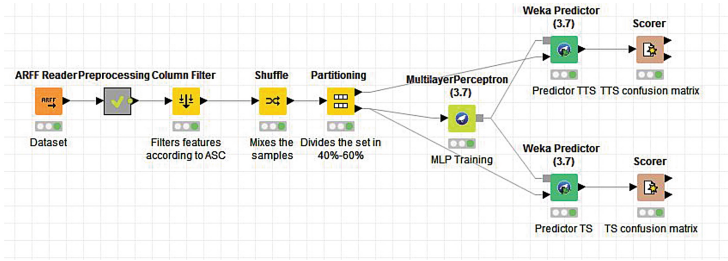 Weka Predictor
(3.7)
Scorer
ARFF Reader
Preprocessing
Column Filter
Shuffle
Partitioning
MultilayerPerceptron
(3.7)
Predictor TTS
TTS confusion matrix
ARFF
Dataset
Filters features
according to ASC
Mixes the
samples
Divides the set in
40%-60%
MLP Training
Weka Predictor
(3.7)
Scorer
Predictor TS
TS confusion matrix